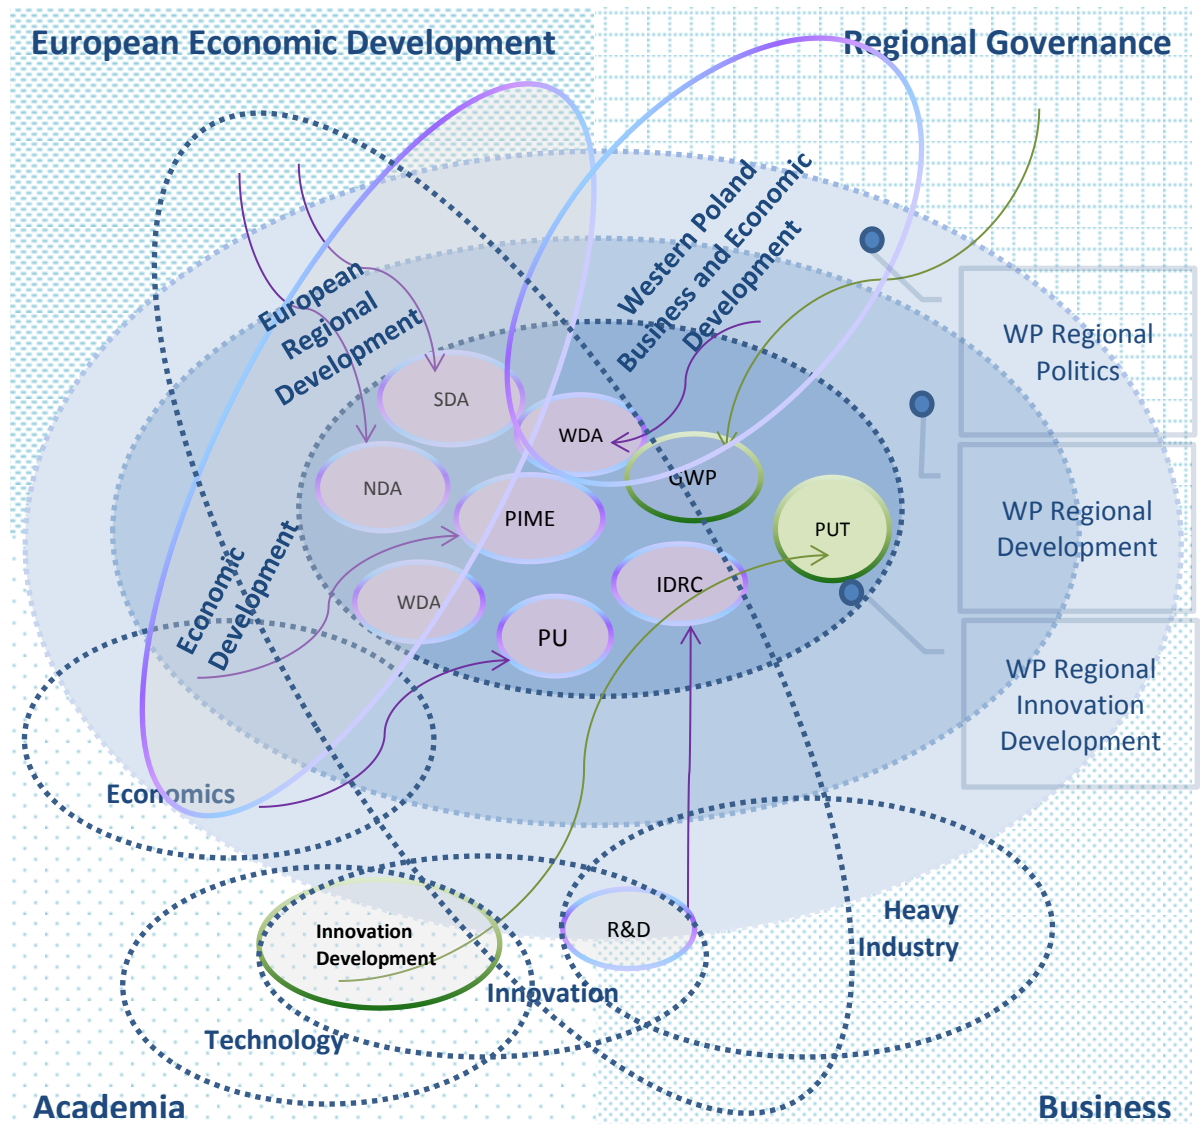 European Economic Development
Regional Governance
Western Poland
Business and Economic
Development
European
Regional
Development
WP Regional
Politics
SDA
WDA
GWP
NDA
PIME
PUT
WP Regional
Development
Economic
Development
WDA
IDRC
PU
WP Regional
Innovation
Development
Economics
Heavy
Industry
Innovation
Development
R&D
Innovation
Technology
Academia
Business